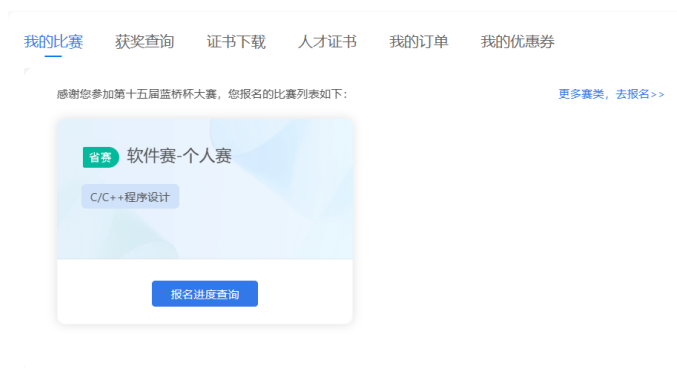 我的比赛 获奖查询 证书下载 人才证书 我的订单 我的优惠券
感谢您参加第十五届蓝桥杯大赛，您报名的比赛列表如下： 更多赛类，去报名>>
省赛 软件赛-个人赛
C/C++程序设计
报名进度查询